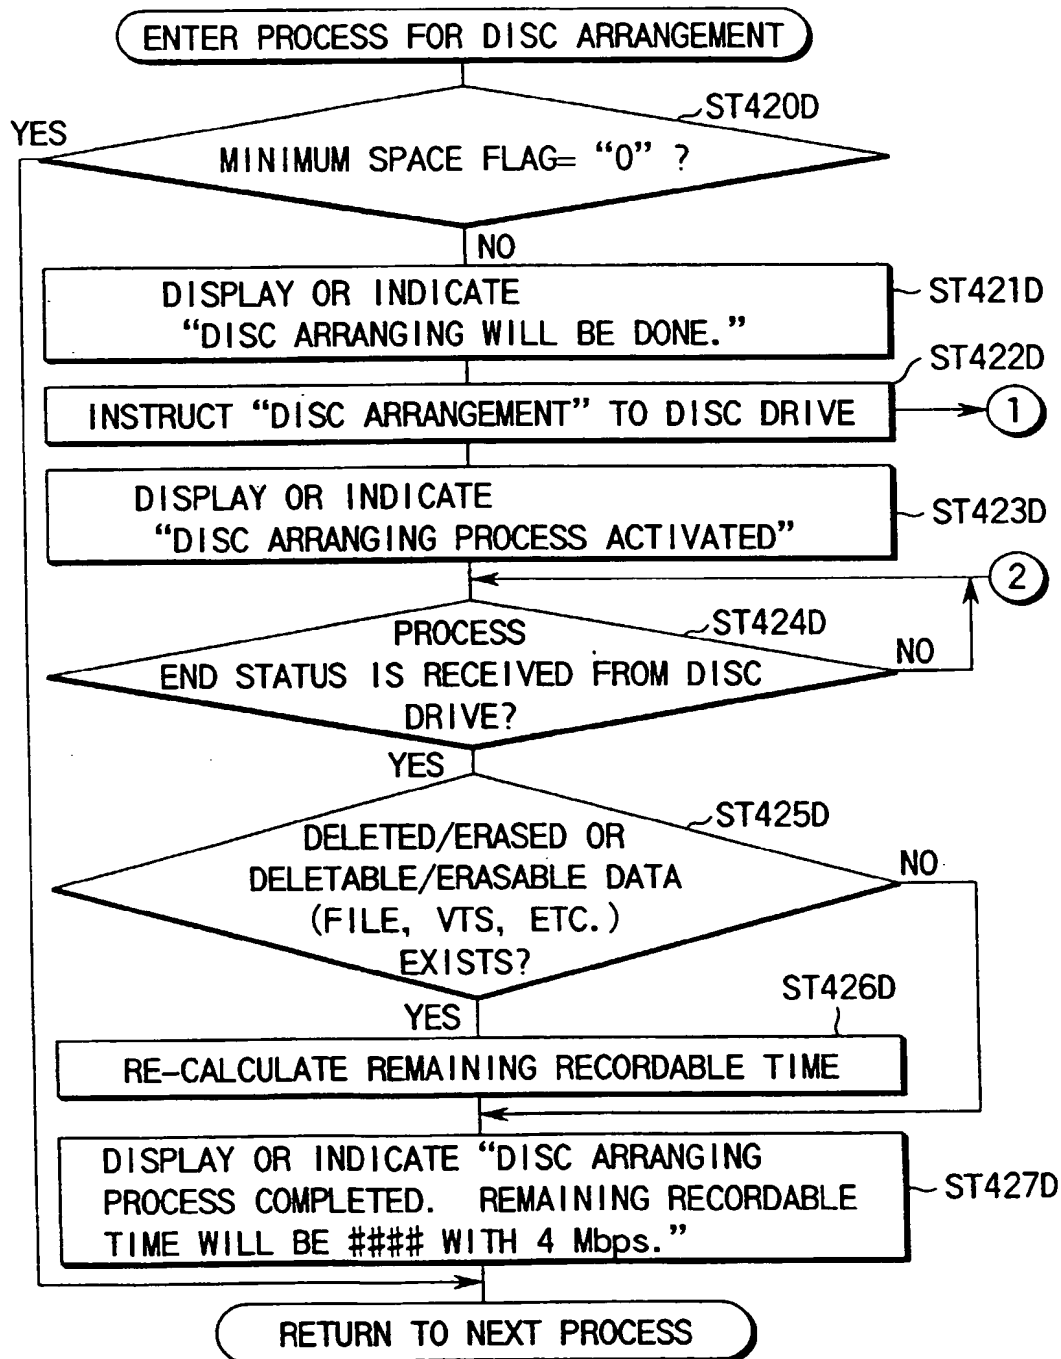 ENTER PROCESS FOR DISC ARRANGEMENT
ST420D
YES
MINIMUM SPACE FLAG= “0” ?
NO
DISPLAY OR INDICATE
“DISC ARRANGING WILL BE DONE.”
ST421D
ST422D
INSTRUCT “DISC ARRANGEMENT” TO DISC DRIVE
1
DISPLAY OR INDICATE
“DISC ARRANGING PROCESS ACTIVATED”
ST423D
2
ST424D
PROCESS
END STATUS IS RECEIVED FROM DISC
DRIVE?
NO
YES
ST425D
DELETED/ERASED OR
DELETABLE/ERASABLE DATA
(FILE, VTS, ETC.)
EXISTS?
NO
YES
ST426D
RE-CALCULATE REMAINING RECORDABLE TIME
DISPLAY OR INDICATE “DISC ARRANGING
PROCESS COMPLETED. REMAINING RECORDABLE
TIME WILL BE #### WITH 4 Mbps.”
ST427D
RETURN TO NEXT PROCESS